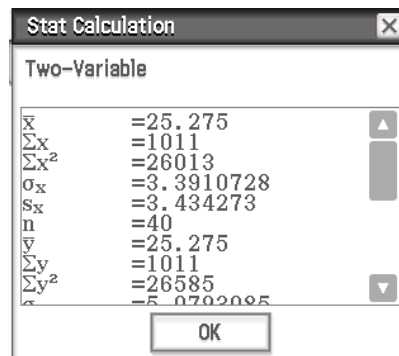 Stat Calculation
Two-Variable
x̅ =25.275
Σx =1011
Σx² =26013
σx =3.3910728
sx =3.434273
n =40
y̅ =25.275
Σy =1011
Σy² =26585
OK